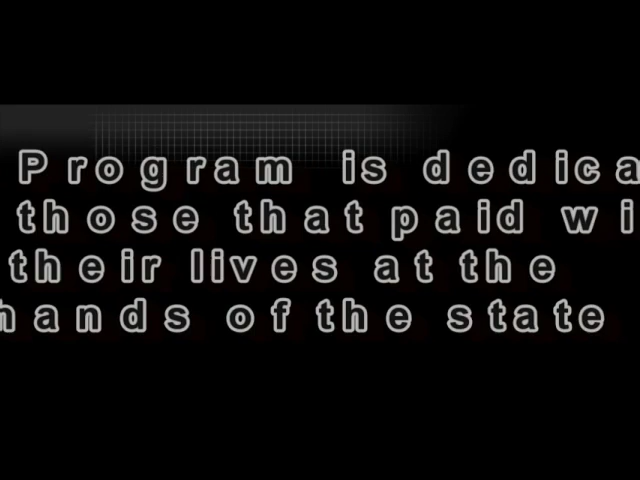 Program is dedica
those that paid wi
their lives at the
hands of the state